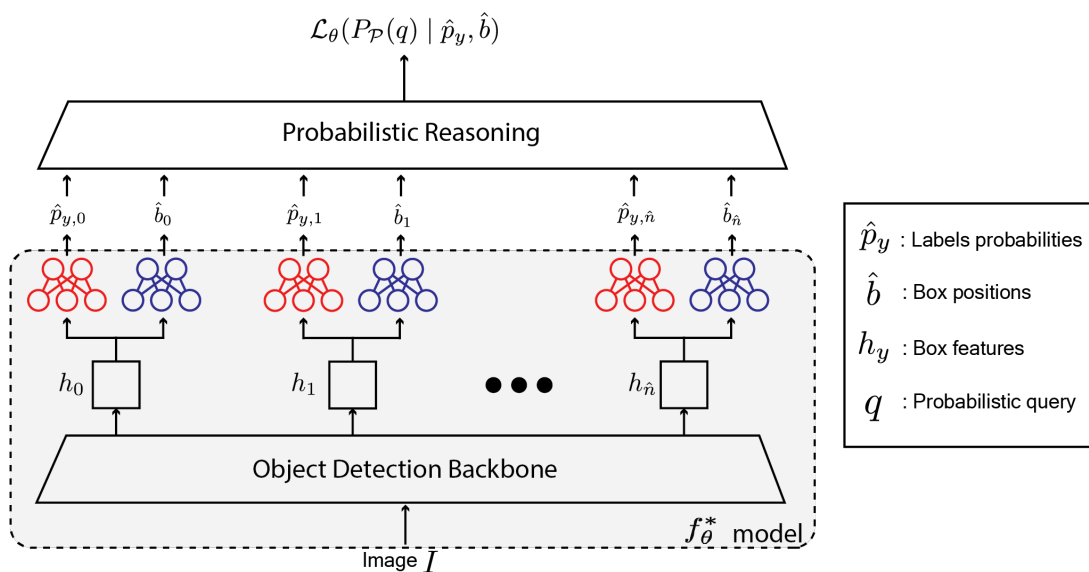 𝓛_θ(P_𝒫(q) | p̂_y, b̂)
Probabilistic Reasoning
p̂_{y,0} b̂_0 p̂_{y,1} b̂_1 p̂_{y,n̂} b̂_n̂
h_0 h_1 h_n̂
Object Detection Backbone
f*_θ model
Image I
p̂_y : Labels probabilities
b̂ : Box positions
h_y : Box features
q : Probabilistic query